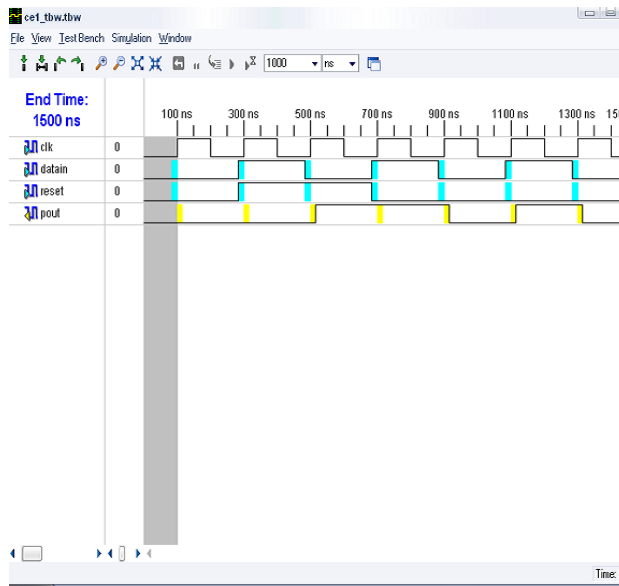 ce1_tbw.tbw
File View Test Bench Simulation Window
1000 ns
End Time:
1500 ns
100 ns 300 ns 500 ns 700 ns 900 ns 1100 ns 1300 ns 15
clk 0
datain 0
reset 0
pout 0
Time: